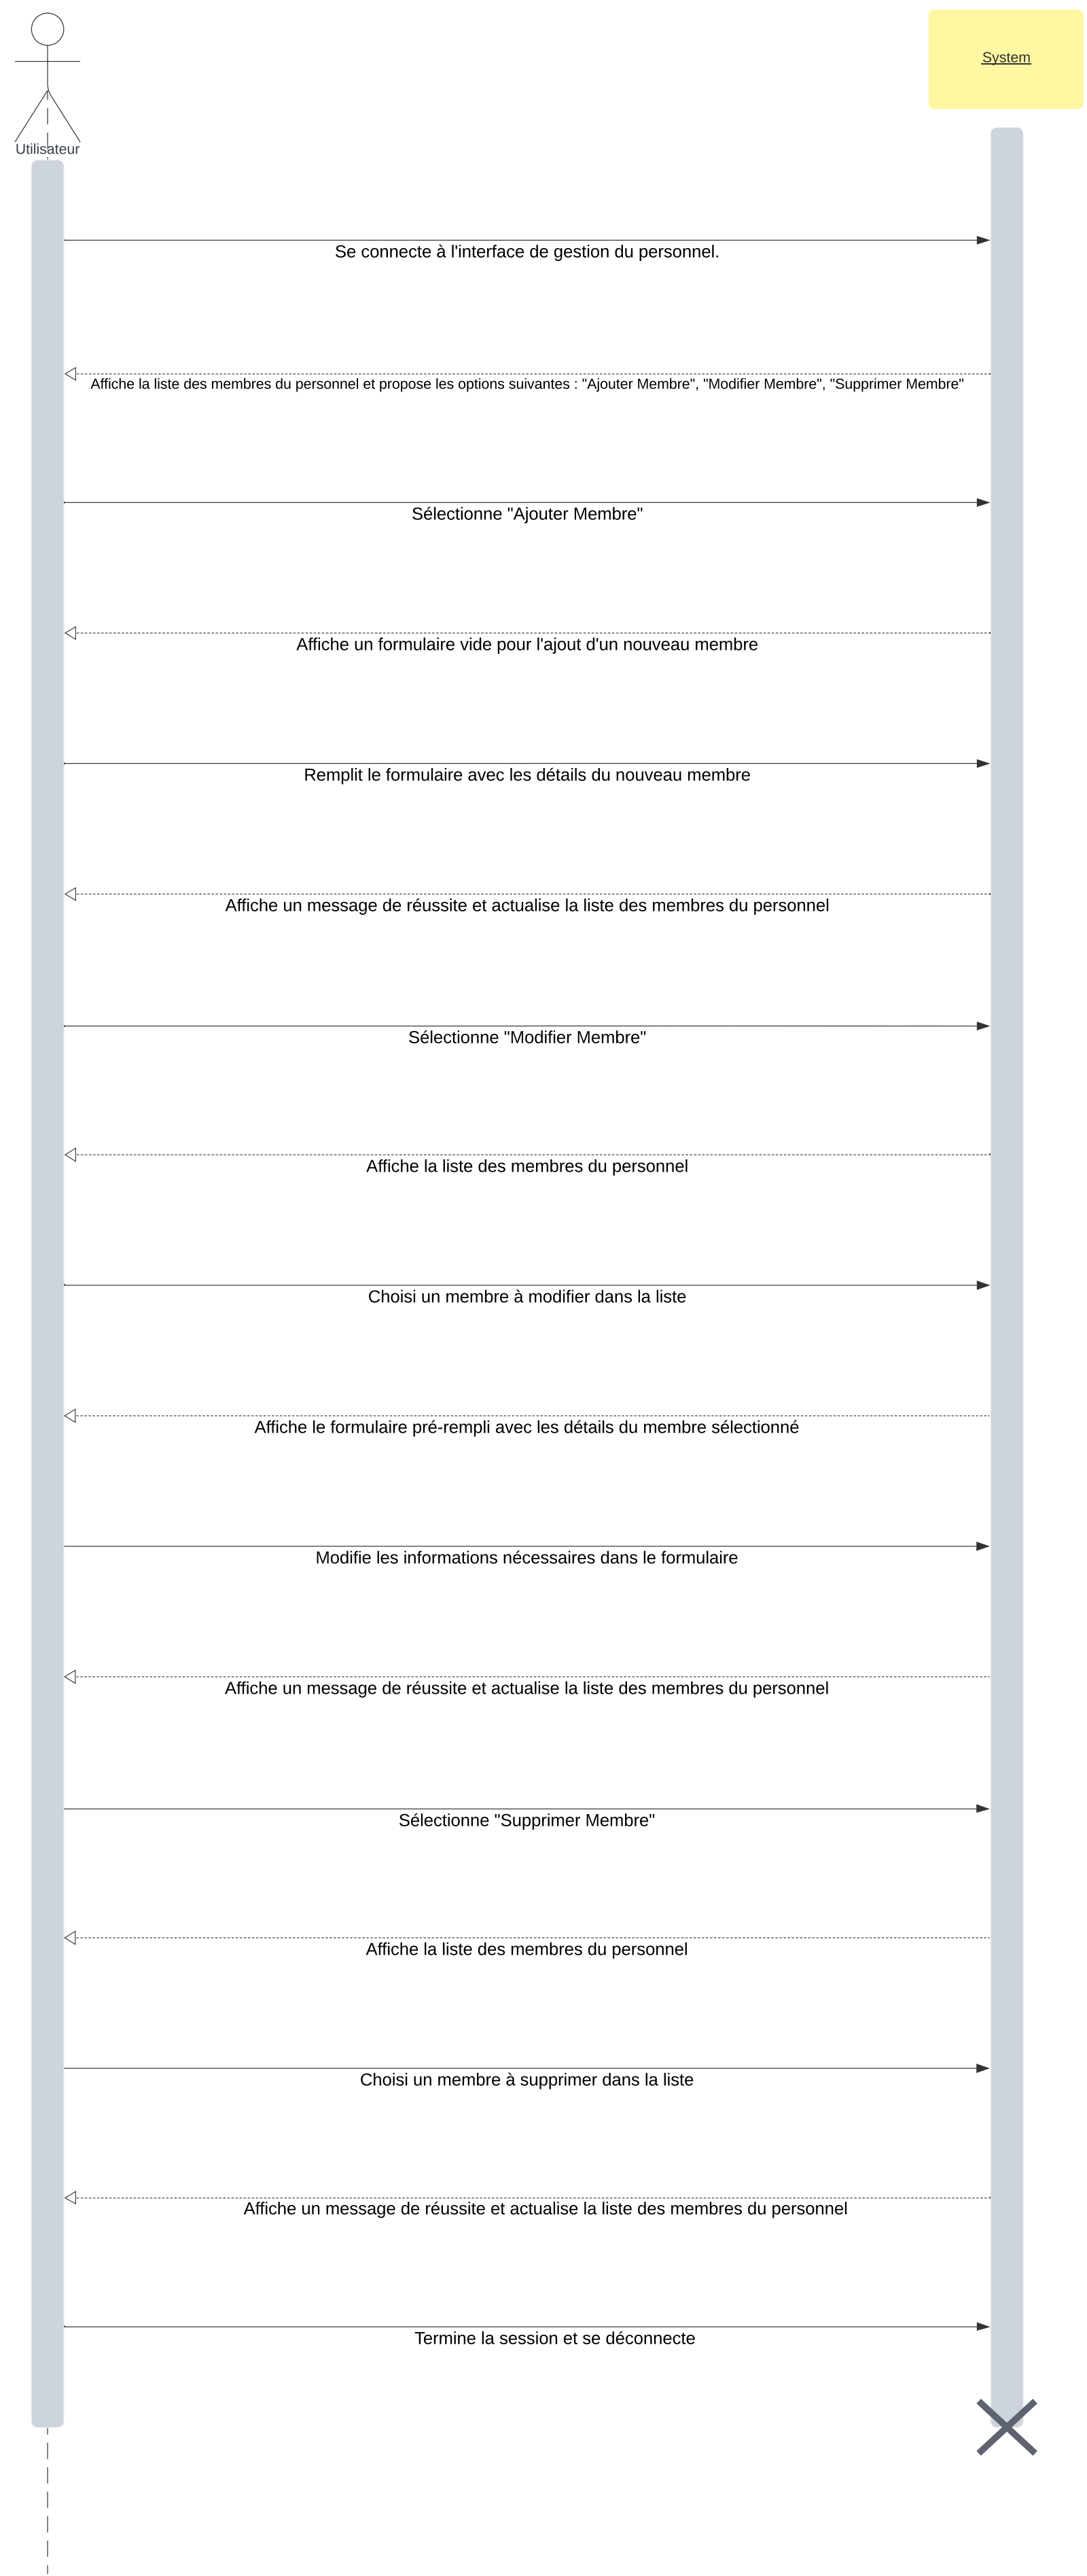 System
Utilisateur
Se connecte à l'interface de gestion du personnel.
Affiche la liste des membres du personnel et propose les options suivantes : "Ajouter Membre", "Modifier Membre", "Supprimer Membre"
Sélectionne "Ajouter Membre"
Affiche un formulaire vide pour l'ajout d'un nouveau membre
Remplit le formulaire avec les détails du nouveau membre
Affiche un message de réussite et actualise la liste des membres du personnel
Sélectionne "Modifier Membre"
Affiche la liste des membres du personnel
Choisi un membre à modifier dans la liste
Affiche le formulaire pré-rempli avec les détails du membre sélectionné
Modifie les informations nécessaires dans le formulaire
Affiche un message de réussite et actualise la liste des membres du personnel
Sélectionne "Supprimer Membre"
Affiche la liste des membres du personnel
Choisi un membre à supprimer dans la liste
Affiche un message de réussite et actualise la liste des membres du personnel
Termine la session et se déconnecte